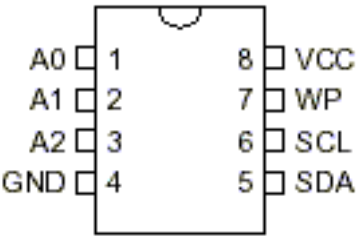 A0 1 8 VCC
A1 2 7 WP
A2 3 6 SCL
GND 4 5 SDA